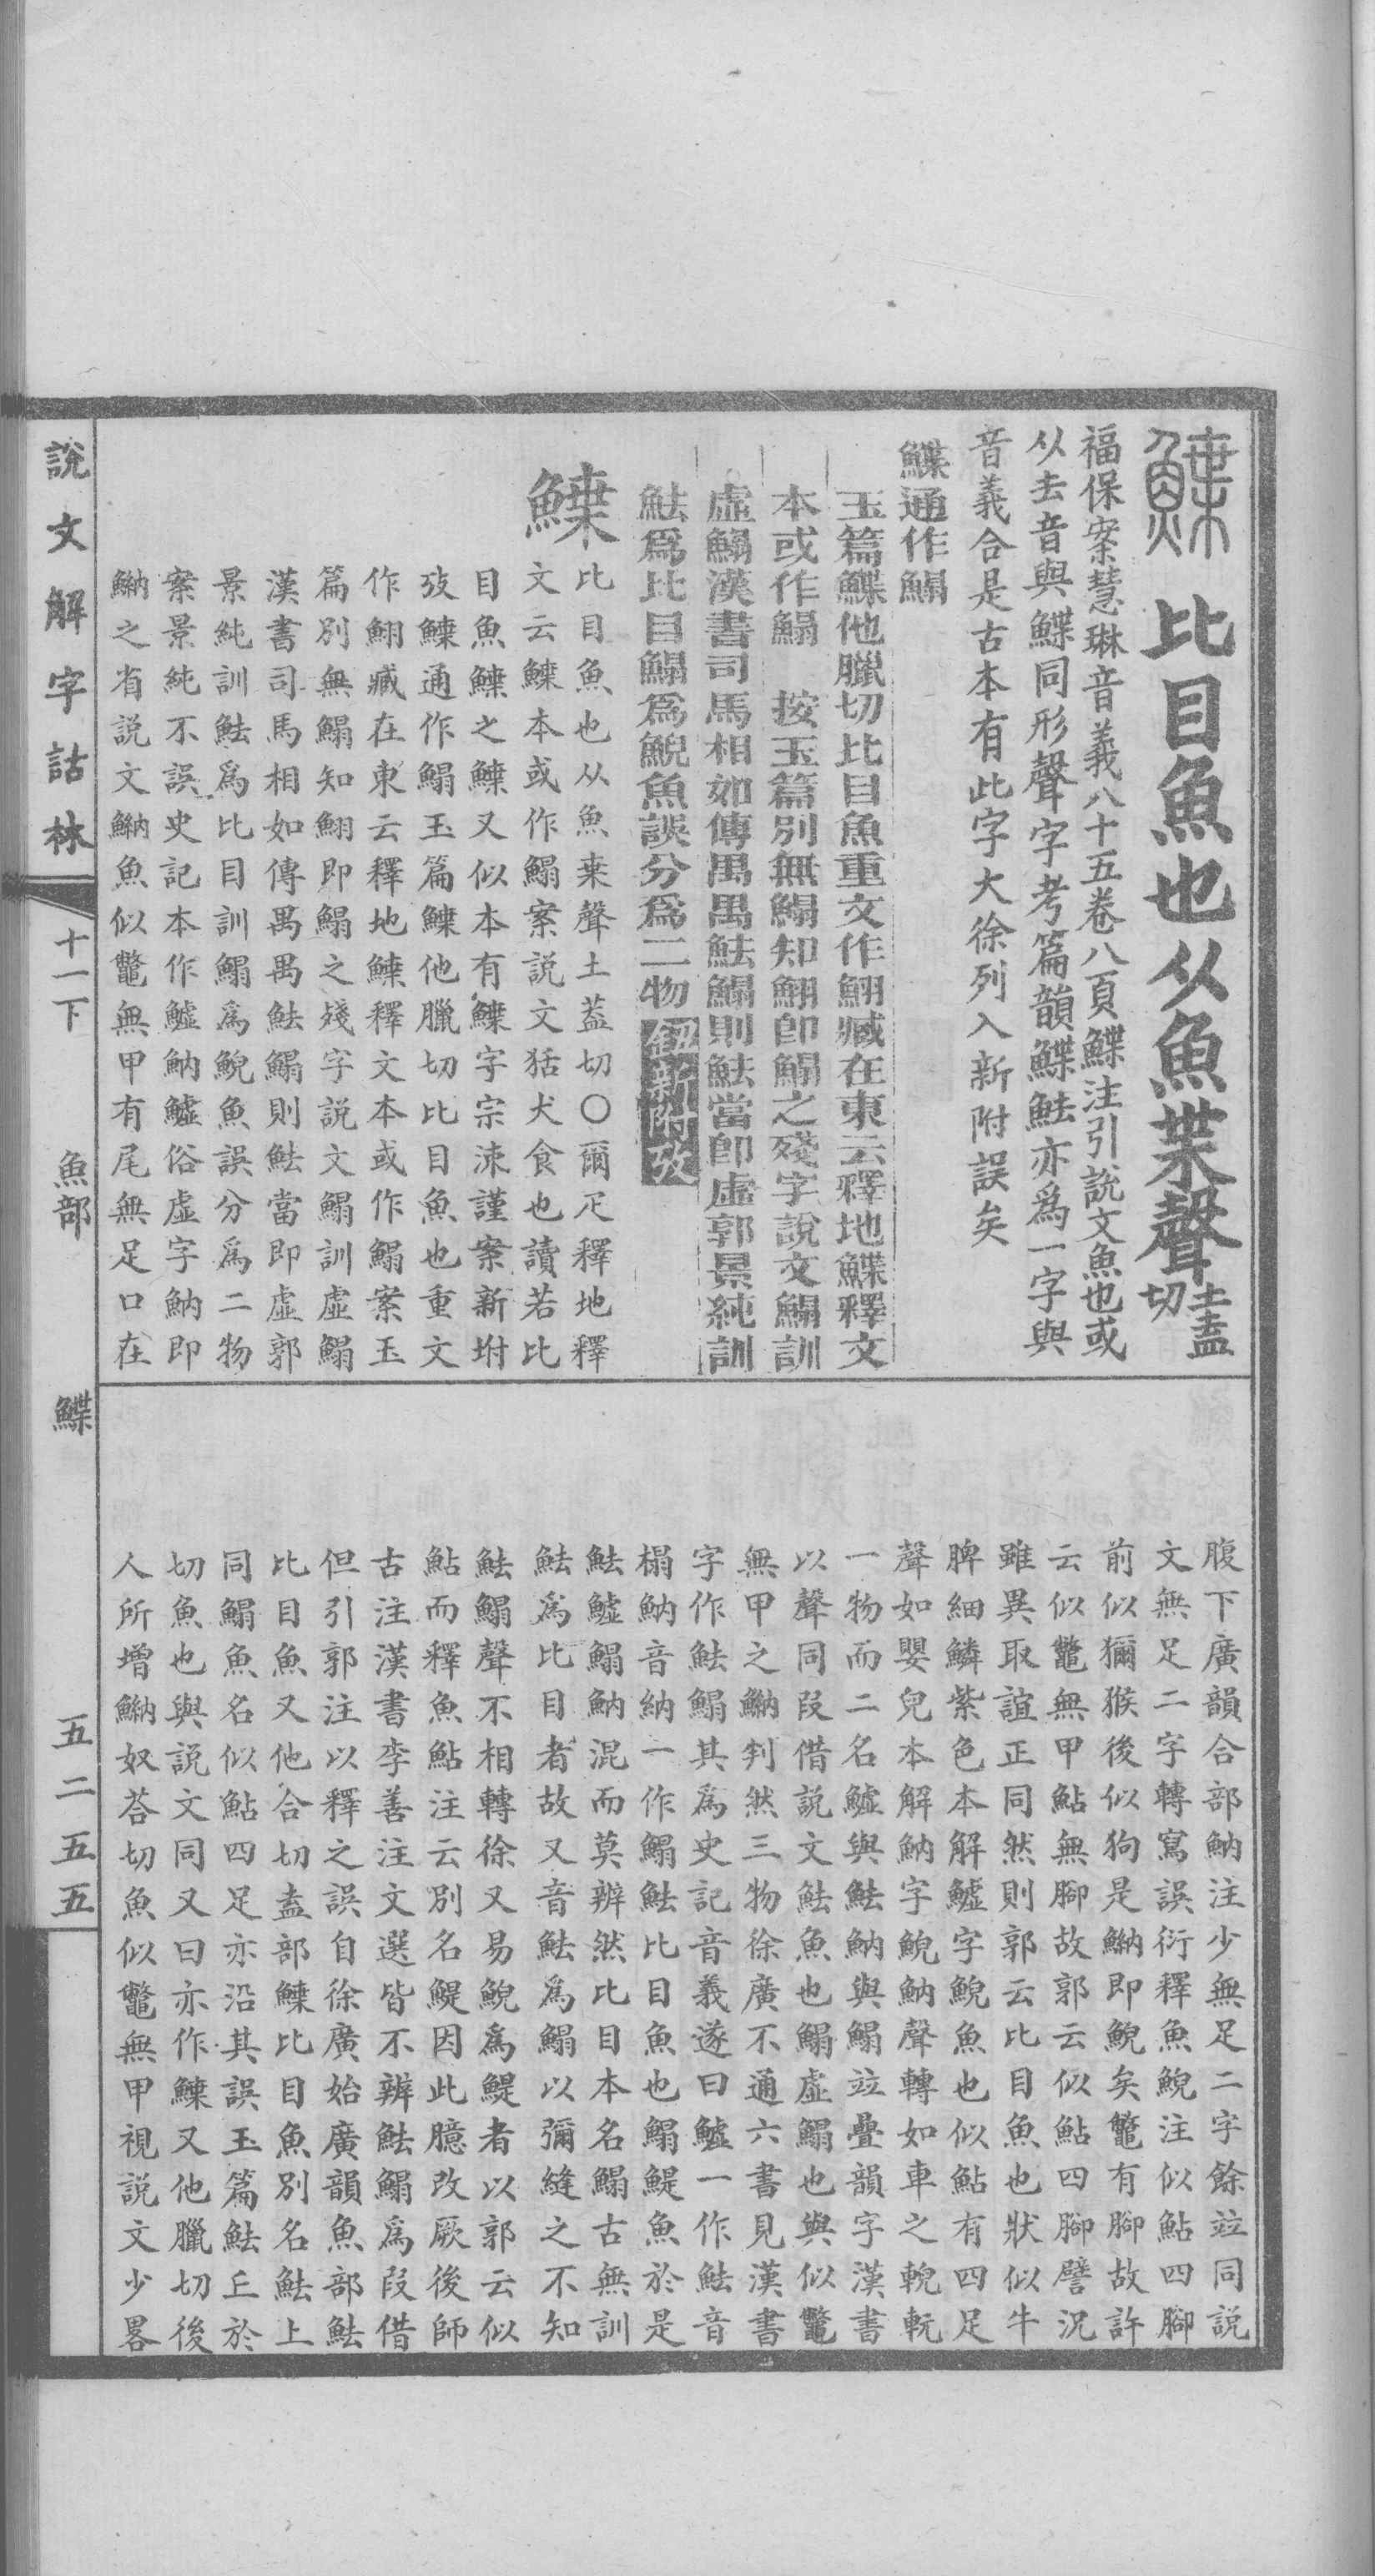 鰈 比目魚也从魚枼聲土盍切
福保案慧琳音義八十五卷八頁鰈注引說文魚也或
从去音與鰈同形聲字考篇韻鰈魼亦爲一字與
音義合是古本有此字大徐列入新附誤矣
鰈通作鰨
玉篇鰈他臘切比目魚重文作䱇臧在東云釋地鰈釋文
本或作鰨 按玉篇別無鰨知䱇卽鰨之殘字說文鰨訓
虛鰨漢書司馬相如傳禺禺魼鰨則魼當卽虛郭景純訓
魼爲比目鰨爲鯢魚誤分爲二物 鈕新附攷
鰈 比目魚也从魚枼聲土盍切〇爾疋釋地釋
文云鰈本或作鰨案説文狧犬食也讀若比
目魚鰈之鰈又似本有鰈字宗涑謹案新坿
攷鰈通作鰨玉篇鰈他臘切比目魚也重文
作䱇臧在東云釋地鰈釋文本或作鰨案玉
篇別無鰨知䱇即鰨之殘字説文鰨訓虛鰨
漢書司馬相如傳禺禺魼鰨則魼當即虛郭
景純訓魼爲比目訓鰨爲鯢魚誤分爲二物
案景純不誤史記本作鱋魶鱋俗虛字魶即
魶之省説文魶魚似鼈無甲有尾無足口在
腹下廣韻合部魶注少無足二字餘竝同説
文無足二字轉寫誤衍釋魚鯢注似鮎四腳
前似獼猴後似狗是魶即鯢矣鼈有腳故許
云似鼈無甲鮎無腳故郭云似鮎四腳譬況
雖異取誼正同然則郭云比目魚也狀似牛
脾細鱗紫色本解鱋字鯢魚也似鮎有四足
聲如嬰兒本解魶字鯢魶聲轉如車之輗軏
一物而二名鱋與魼魶與鰨竝疊韻字漢書
以聲同叚借説文魼魚也鰨虛鰨也與似鼈
無甲之魶判然三物徐廣不通六書見漢書
字作魼鰨其爲史記音義遂曰鱋一作魼音
榻魶音納一作鰨魼比目魚也鰨鯷魚於是
魼鱋鰨魶混而莫辨然比目本名鰨古無訓
魼爲比目者故又音魼爲鰨以彌縫之不知
魼鰨聲不相轉徐又易鯢爲鯷者以郭云似
鮎而釋魚鮎注云別名鯷因此臆改厥後師
古注漢書李善注文選皆不辨魼鰨爲叚借
但引郭注以釋之誤自徐廣始廣韻魚部魼
比目魚又他合切盍部鰈比目魚別名魼上
同鰨魚名似鮎四足亦沿其誤玉篇魼丘於
切魚也與説文同又曰亦作鰈又他臘切後
人所增魶奴荅切魚似鼈無甲視説文少畧
說文解字詁林 十一下 魚部 鰈 五二五五